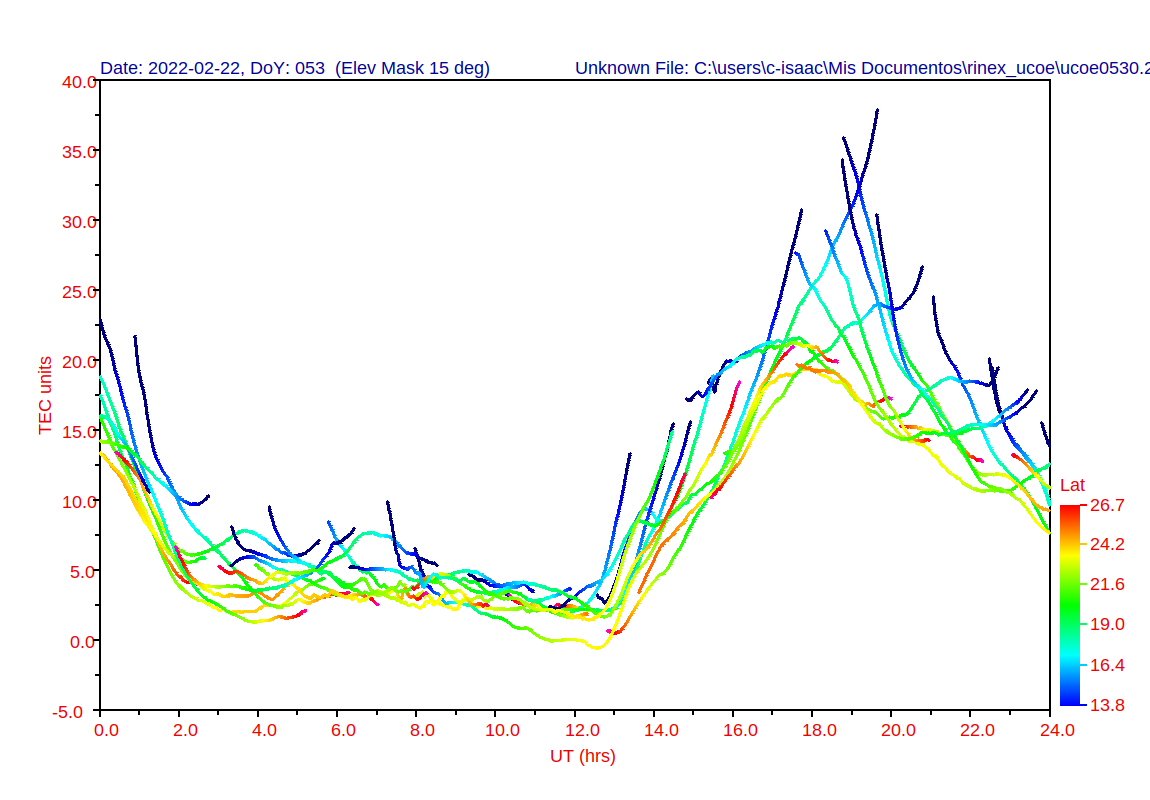 Date: 2022-02-22, DoY: 053  (Elev Mask 15 deg)
Unknown File: C:\users\c-isaac\Mis Documentos\rinex_ucoe\ucoe0530.2
40.0
35.0
30.0
25.0
20.0
15.0
10.0
5.0
0.0
-5.0
TEC units
0.0 2.0 4.0 6.0 8.0 10.0 12.0 14.0 16.0 18.0 20.0 22.0 24.0
UT (hrs)
Lat
26.7
24.2
21.6
19.0
16.4
13.8